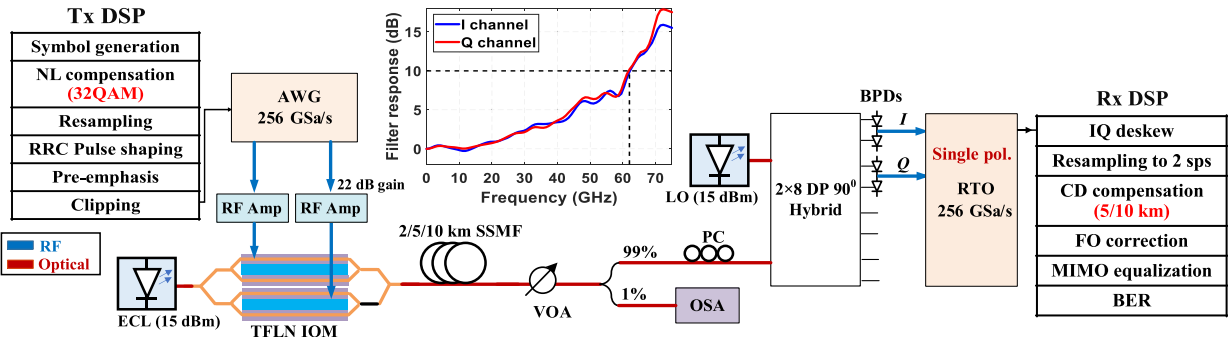 Tx DSP
Symbol generation
NL compensation
(32QAM)
Resampling
RRC Pulse shaping
Pre-emphasis
Clipping
RF
Optical
AWG
256 GSa/s
22 dB gain
RF Amp
RF Amp
ECL (15 dBm)
TFLN IQM
Filter response (dB)
15
10
5
0
I channel
Q channel
0 10 20 30 40 50 60 70
Frequency (GHz)
2/5/10 km SSMF
VOA
99%
1%
PC
OSA
LO (15 dBm)
2×8 DP 90⁰
Hybrid
BPDs
I
Q
Single pol.
RTO
256 GSa/s
Rx DSP
IQ deskew
Resampling to 2 sps
CD compensation
(5/10 km)
FO correction
MIMO equalization
BER